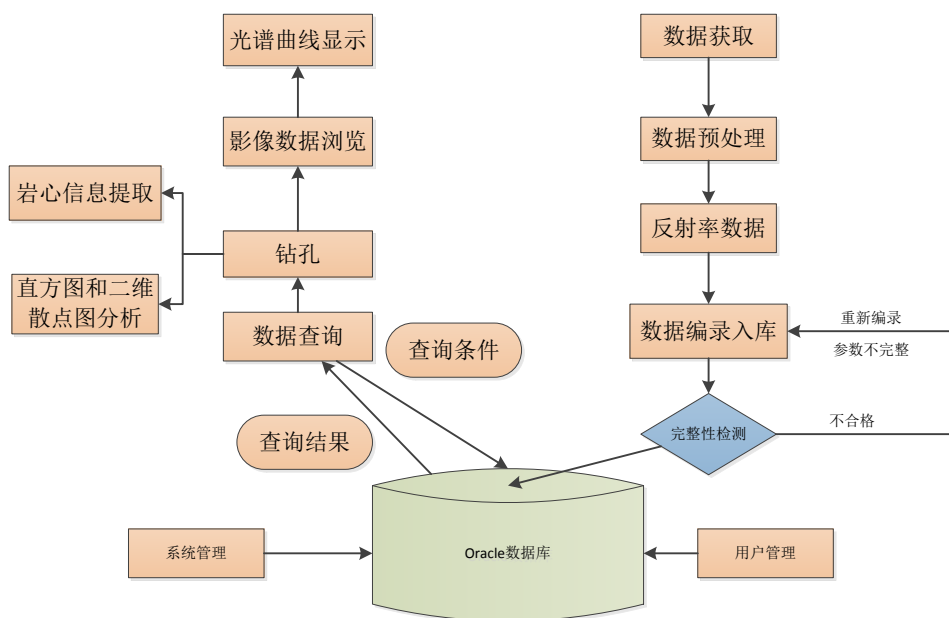 光谱曲线显示
数据获取
影像数据浏览
数据预处理
岩心信息提取
反射率数据
钻孔
直方图和二维
散点图分析
数据查询
查询条件
数据编录入库
重新编录
参数不完整
查询结果
完整性检测
不合格
系统管理
Oracle数据库
用户管理